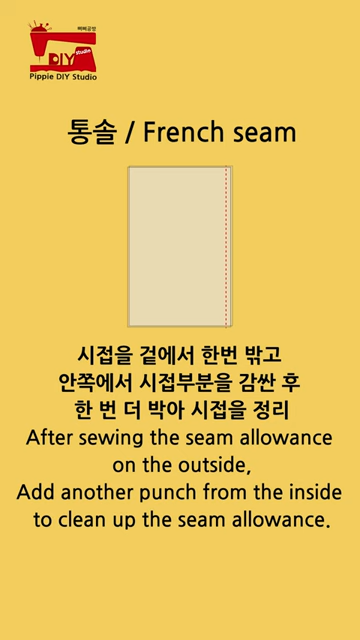 삐삐공방
DIY studio
Pippie DIY Studio
통솔 / French seam
시접을 겉에서 한번 밖고
안쪽에서 시접부분을 감싼 후
한 번 더 박아 시접을 정리
After sewing the seam allowance
on the outside,
Add another punch from the inside
to clean up the seam allowance.